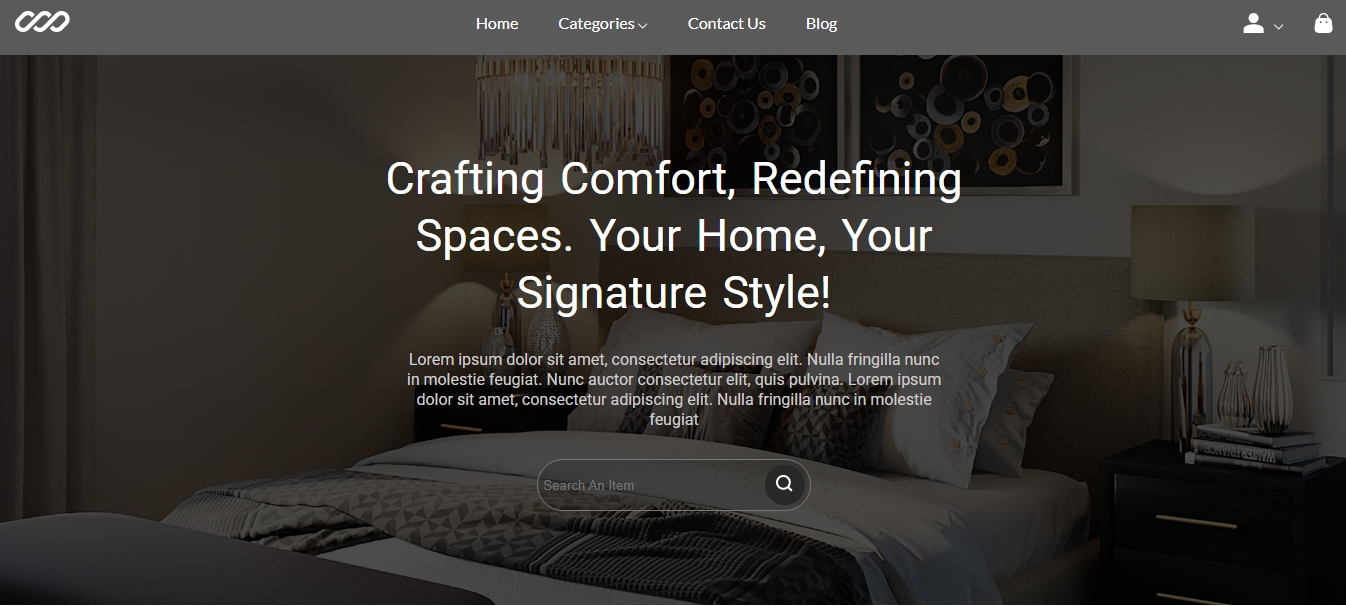 Home
Categories
Contact Us
Blog
Crafting Comfort, Redefining
Spaces. Your Home, Your
Signature Style!
Lorem ipsum dolor sit amet, consectetur adipiscing elit. Nulla fringilla nunc
in molestie feugiat. Nunc auctor consectetur elit, quis pulvina. Lorem ipsum
dolor sit amet, consectetur adipiscing elit. Nulla fringilla nunc in molestie
feugiat
Search An Item